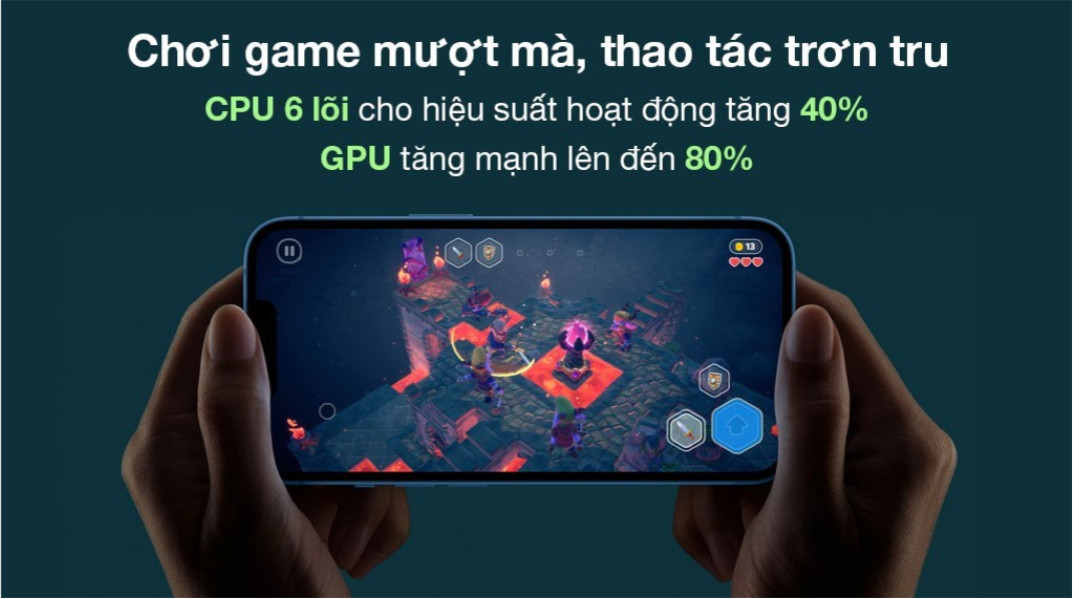 Chơi game mượt mà, thao tác trơn tru
CPU 6 lõi cho hiệu suất hoạt động tăng 40%
GPU tăng mạnh lên đến 80%
13